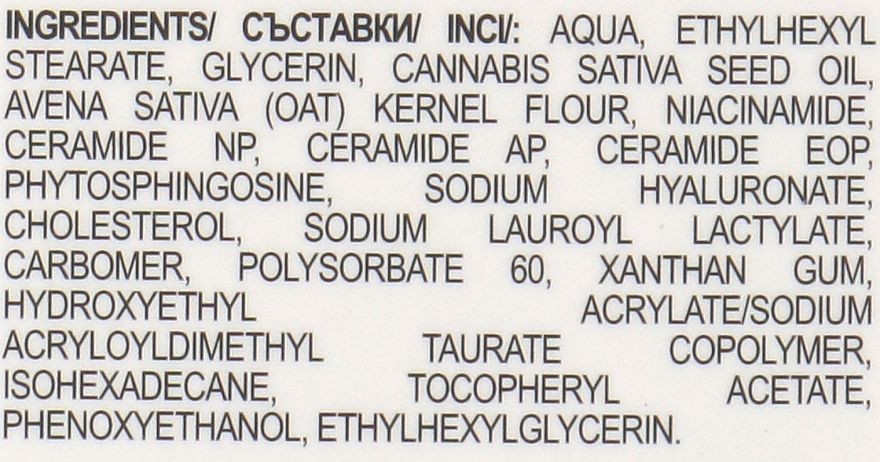 INGREDIENTS/ СЪСТАВКИ/ INCI/: AQUA, ETHYLHEXYL
STEARATE, GLYCERIN, CANNABIS SATIVA SEED OIL,
AVENA SATIVA (OAT) KERNEL FLOUR, NIACINAMIDE,
CERAMIDE NP, CERAMIDE AP, CERAMIDE EOP,
PHYTOSPHINGOSINE, SODIUM HYALURONATE,
CHOLESTEROL, SODIUM LAUROYL LACTYLATE,
CARBOMER, POLYSORBATE 60, XANTHAN GUM,
HYDROXYETHYL ACRYLATE/SODIUM
ACRYLOYLDIMETHYL TAURATE COPOLYMER,
ISOHEXADECANE, TOCOPHERYL ACETATE,
PHENOXYETHANOL, ETHYLHEXYLGLYCERIN.